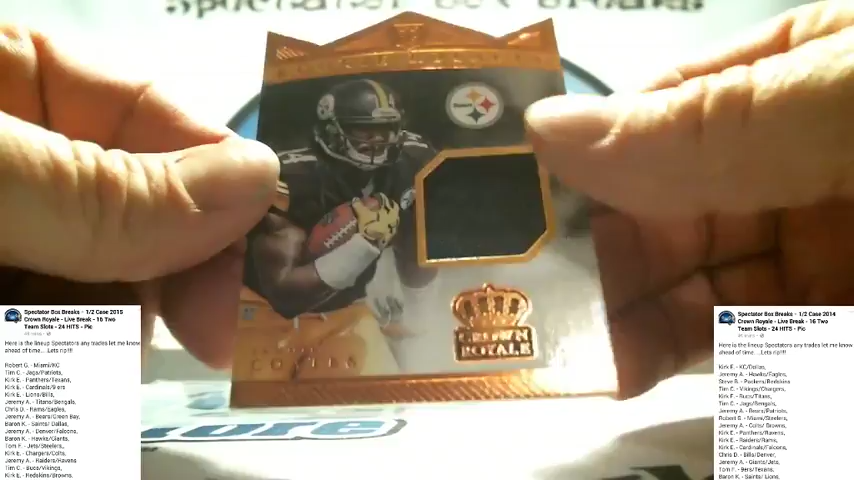 Spectator Box Breaks
14
COATES
CROWN
ROYALE
Spectator Box Breaks - 1/2 Case 2015
Crown Royale - Live Break - 16 Two
Team Slots - 24 HITS - Pic
Here is the lineup Spectators any trades let me know
ahead of time....Lets rip!!!!
Robert G. - Miami/KC
Tim C. - Jags/Patriots,
Kirk E. - Panthers/Texans,
Kirk E. - Cardinals/9ers
Kirk E. - Lions/Bills,
Jeremy A. - Titans/Bengals,
Chris D. - Rams/Eagles,
Jeremy A. - Bears/Green Bay,
Baron K. - Saints/ Dallas,
Jeremy A. - Denver/Falcons,
Baron K. - Hawks/Giants,
Tom F. - Jets/Steelers,
Kirk E. - Chargers/Colts,
Jeremy A. - Raiders/Ravens
Tim C. - Bucs/Vikings,
Kirk E. - Redskins/Browns,
Spectator Box Breaks - 1/2 Case 2014
Crown Royale - Live Break - 16 Two
Team Slots - 24 HITS - Pic
Here is the lineup Spectators any trades let me know
ahead of time ....Lets rip!!!!
Kirk E. - KC/Dallas,
Jeremy A. - Hawks/Eagles,
Steve B. - Packers/Redskins
Tim C. - Vikings/Chargers,
Kirk E. - Bucs/Titans,
Tim C. - Jags/Bengals,
Jeremy A. - Bears/Patriots,
Robert G. - Miami/Steelers,
Jeremy A. - Colts/ Browns,
Kirk E. - Panthers/Ravens,
Kirk E. - Raiders/Rams,
Kirk E. - Cardinals/Falcons,
Chris D. - Bills/Denver,
Jeremy A. - Giants/Jets,
Tom F. - 9ers/Texans,
Baron K. - Saints/ Lions,